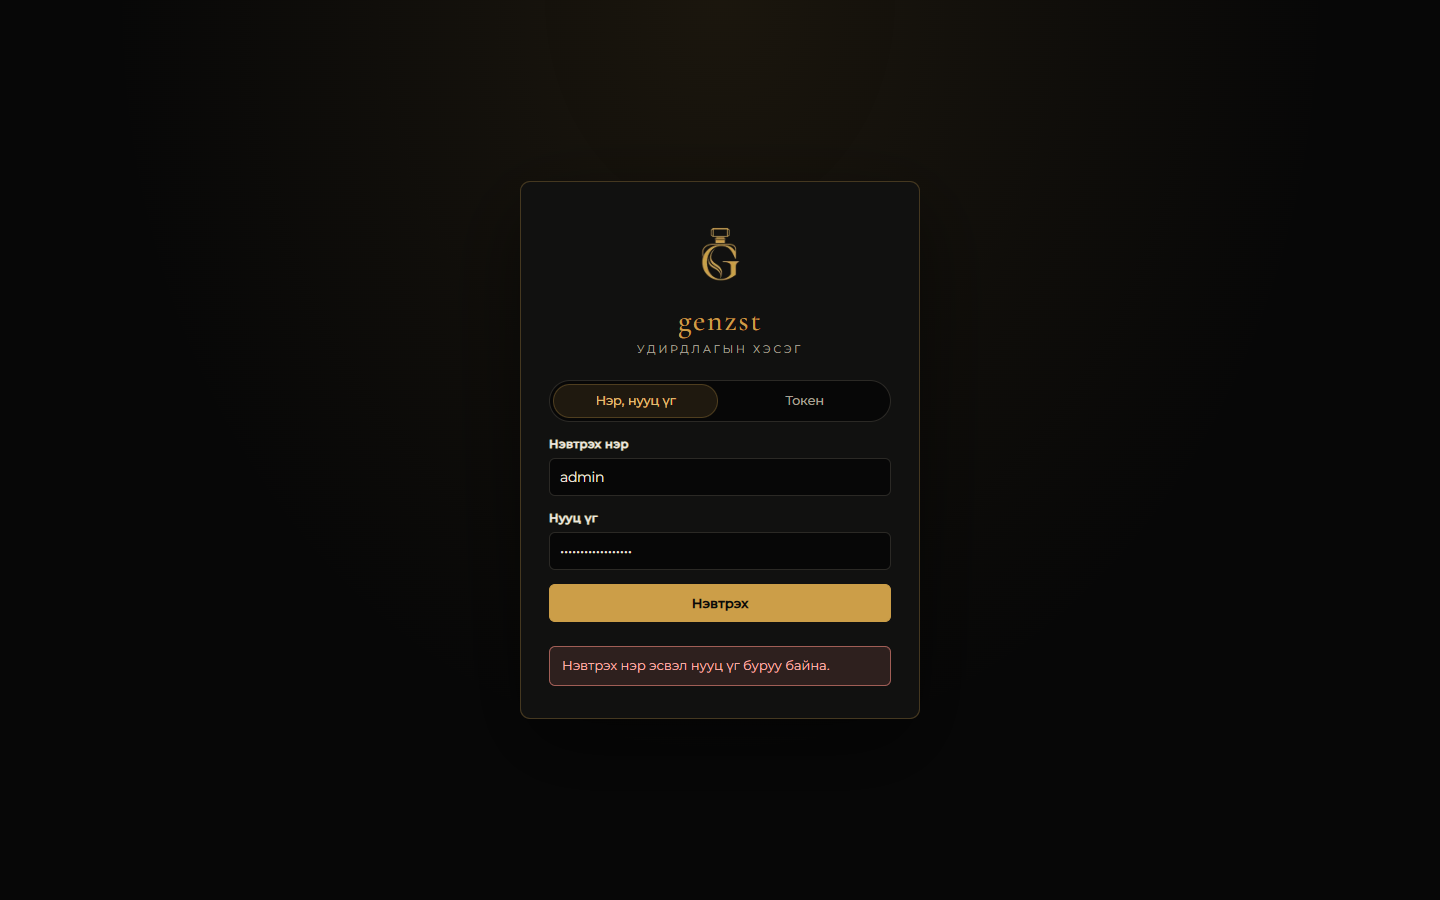 G
genzst
УДИРДЛАГЫН ХЭСЭГ
Нэр, нууц үг
Токен
Нэвтрэх нэр
admin
Нууц үг
••••••••••••••••••
Нэвтрэх
Нэвтрэх нэр эсвэл нууц үг буруу байна.